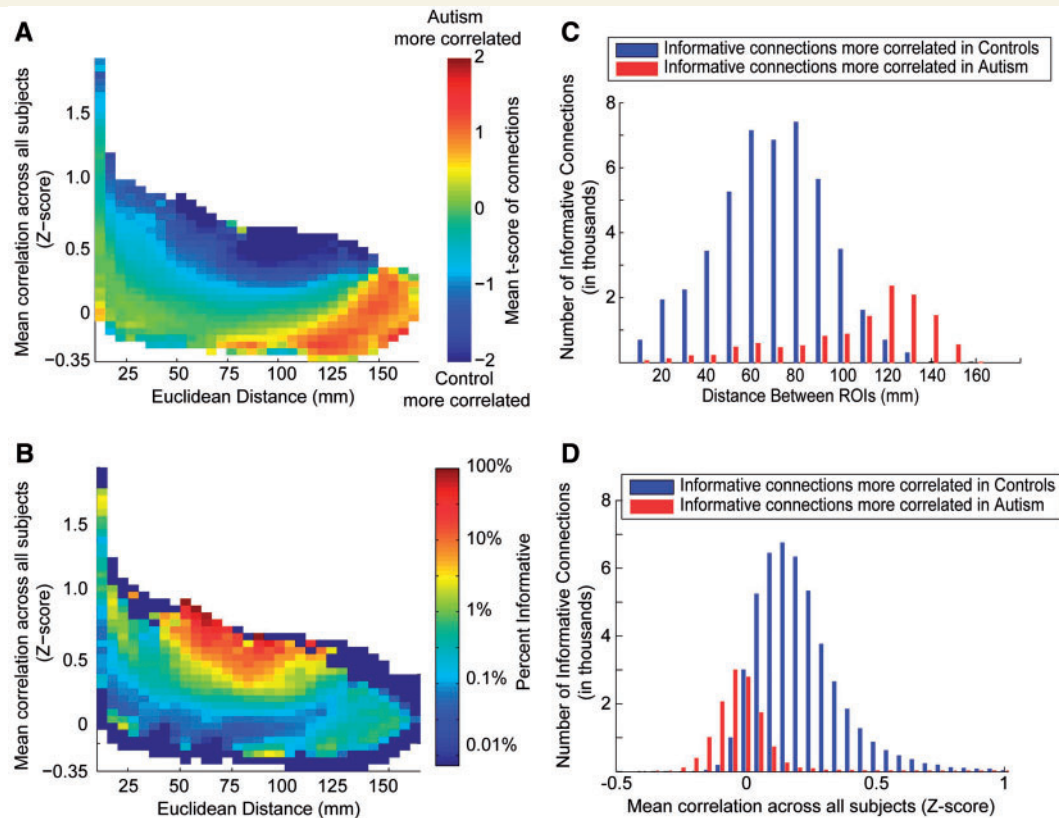 A
Autism
more correlated
2
1
0
−1
−2
Mean t-score of connections
Control
more correlated
Mean correlation across all subjects
(Z-score)
1.5
1.0
0.5
0
−0.35
25
50
75
100
125
150
Euclidean Distance (mm)
C
Informative connections more correlated in Controls
Informative connections more correlated in Autism
Number of Informative Connections
(in thousands)
8
6
4
2
20
40
60
80
100
120
140
160
Distance Between ROIs (mm)
B
Mean correlation across all subjects
(Z−score)
1.5
1.0
0.5
0
−0.35
25
50
75
100
125
150
Euclidean Distance (mm)
100%
10%
1%
0.1%
0.01%
Percent Informative
D
Informative connections more correlated in Controls
Informative connections more correlated in Autism
Number of Informative Connections
(in thousands)
8
6
4
2
-0.5
0
0.5
1
Mean correlation across all subjects (Z-score)